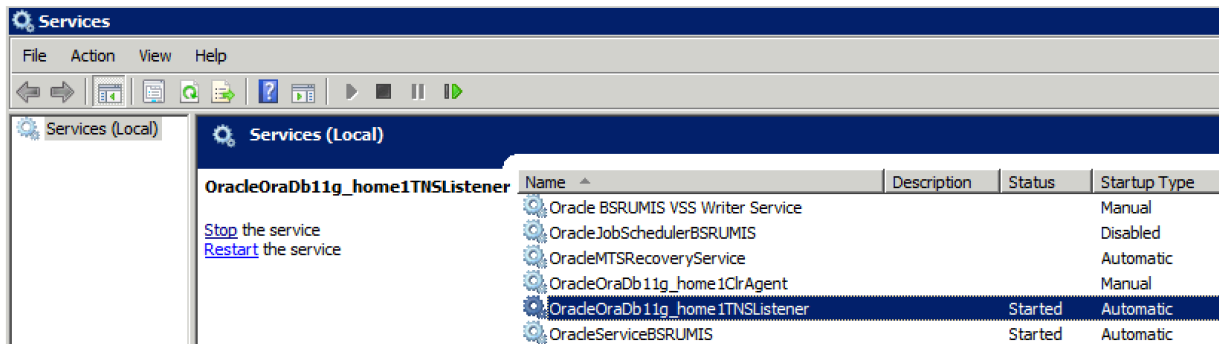 Services
File Action View Help
Services (Local)
Services (Local)
OracleOraDb11g_home1TNSListener
Stop the service
Restart the service
Name Description Status Startup Type
Oracle BSRUMIS VSS Writer Service Manual
OracleJobSchedulerBSRUMIS Disabled
OracleMTSRecoveryService Automatic
OracleOraDb11g_home1ClrAgent Manual
OracleOraDb11g_home1TNSListener Started Automatic
OracleServiceBSRUMIS Started Automatic